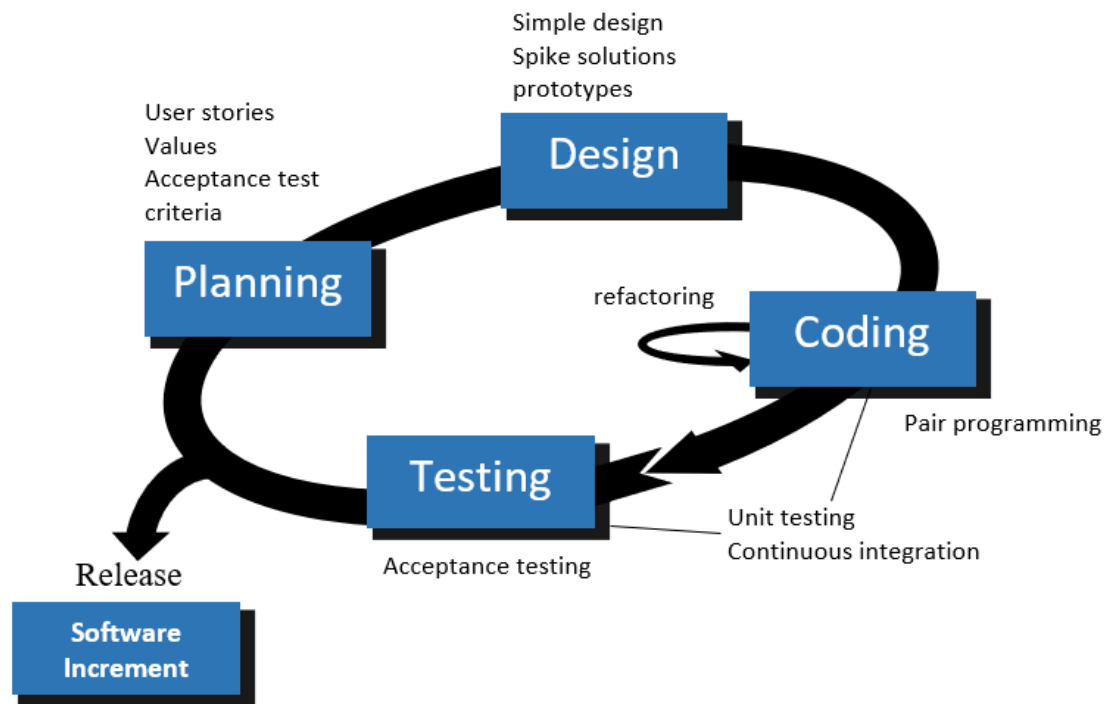 Simple design
Spike solutions
prototypes
Design
User stories
Values
Acceptance test
criteria
Planning
refactoring
Coding
Pair programming
Testing
Unit testing
Continuous integration
Acceptance testing
Release
Software
Increment